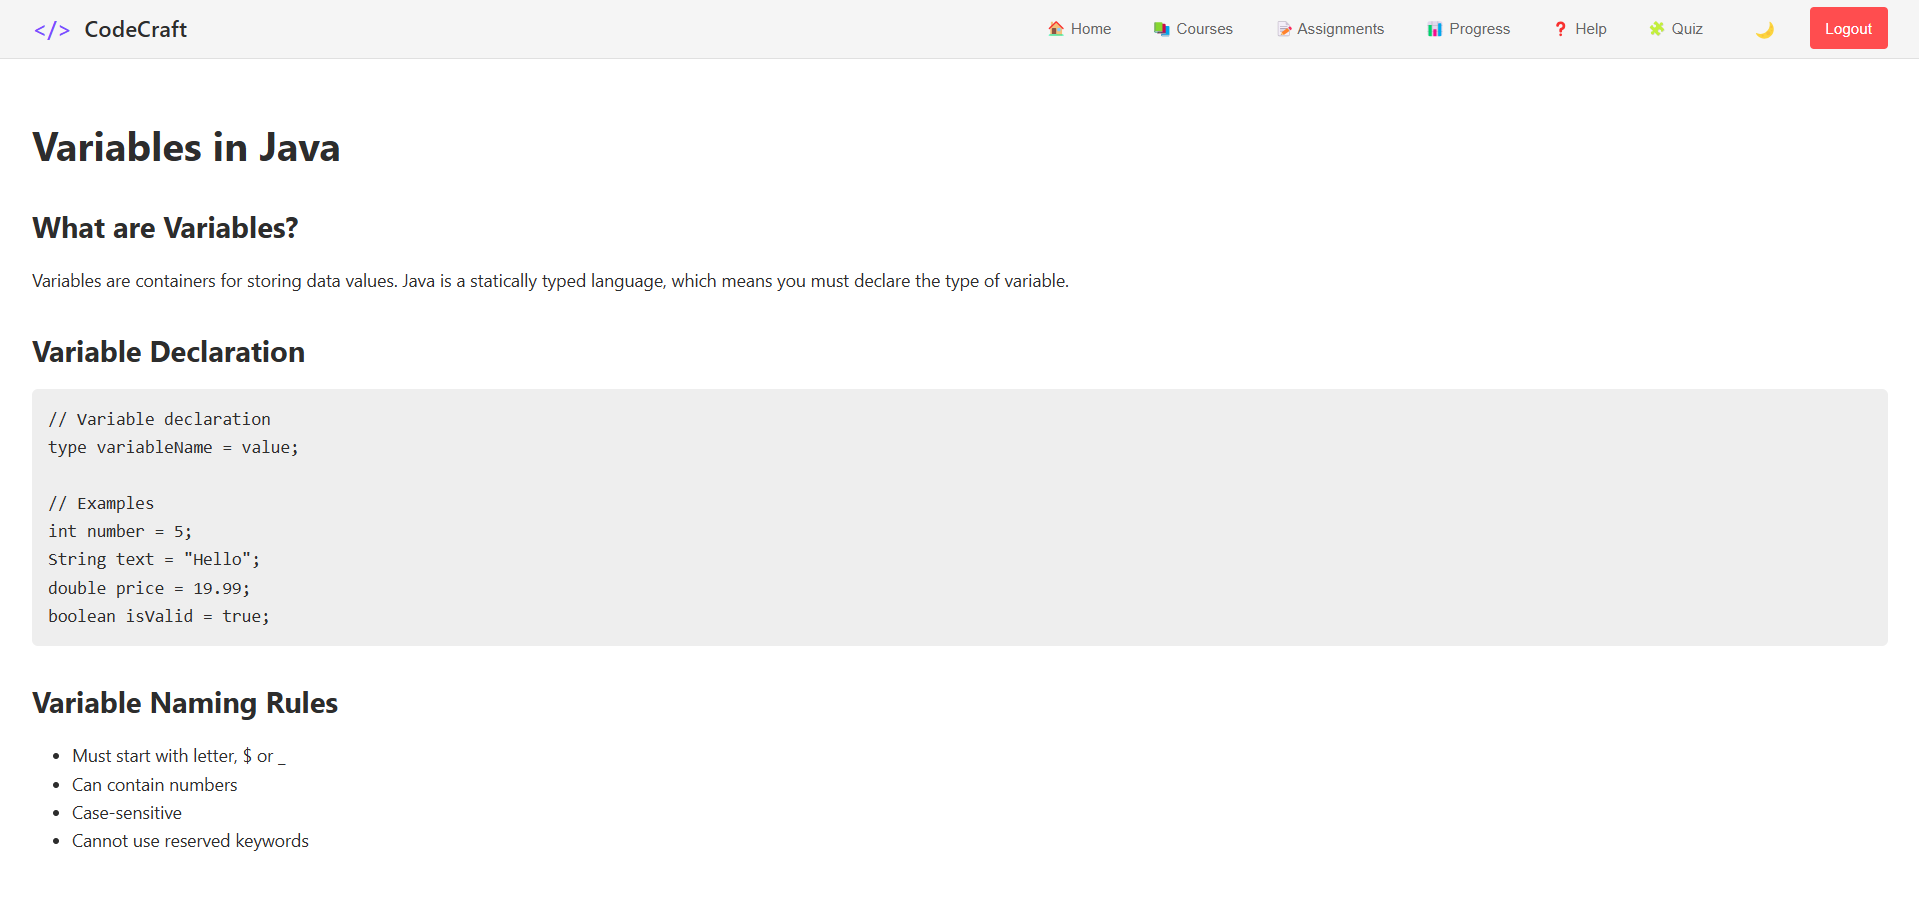 </> CodeCraft
Home Courses Assignments Progress Help Quiz Logout
Variables in Java
What are Variables?
Variables are containers for storing data values. Java is a statically typed language, which means you must declare the type of variable.
Variable Declaration
// Variable declaration
type variableName = value;
// Examples
int number = 5;
String text = "Hello";
double price = 19.99;
boolean isValid = true;
Variable Naming Rules
• Must start with letter, $ or _
• Can contain numbers
• Case-sensitive
• Cannot use reserved keywords